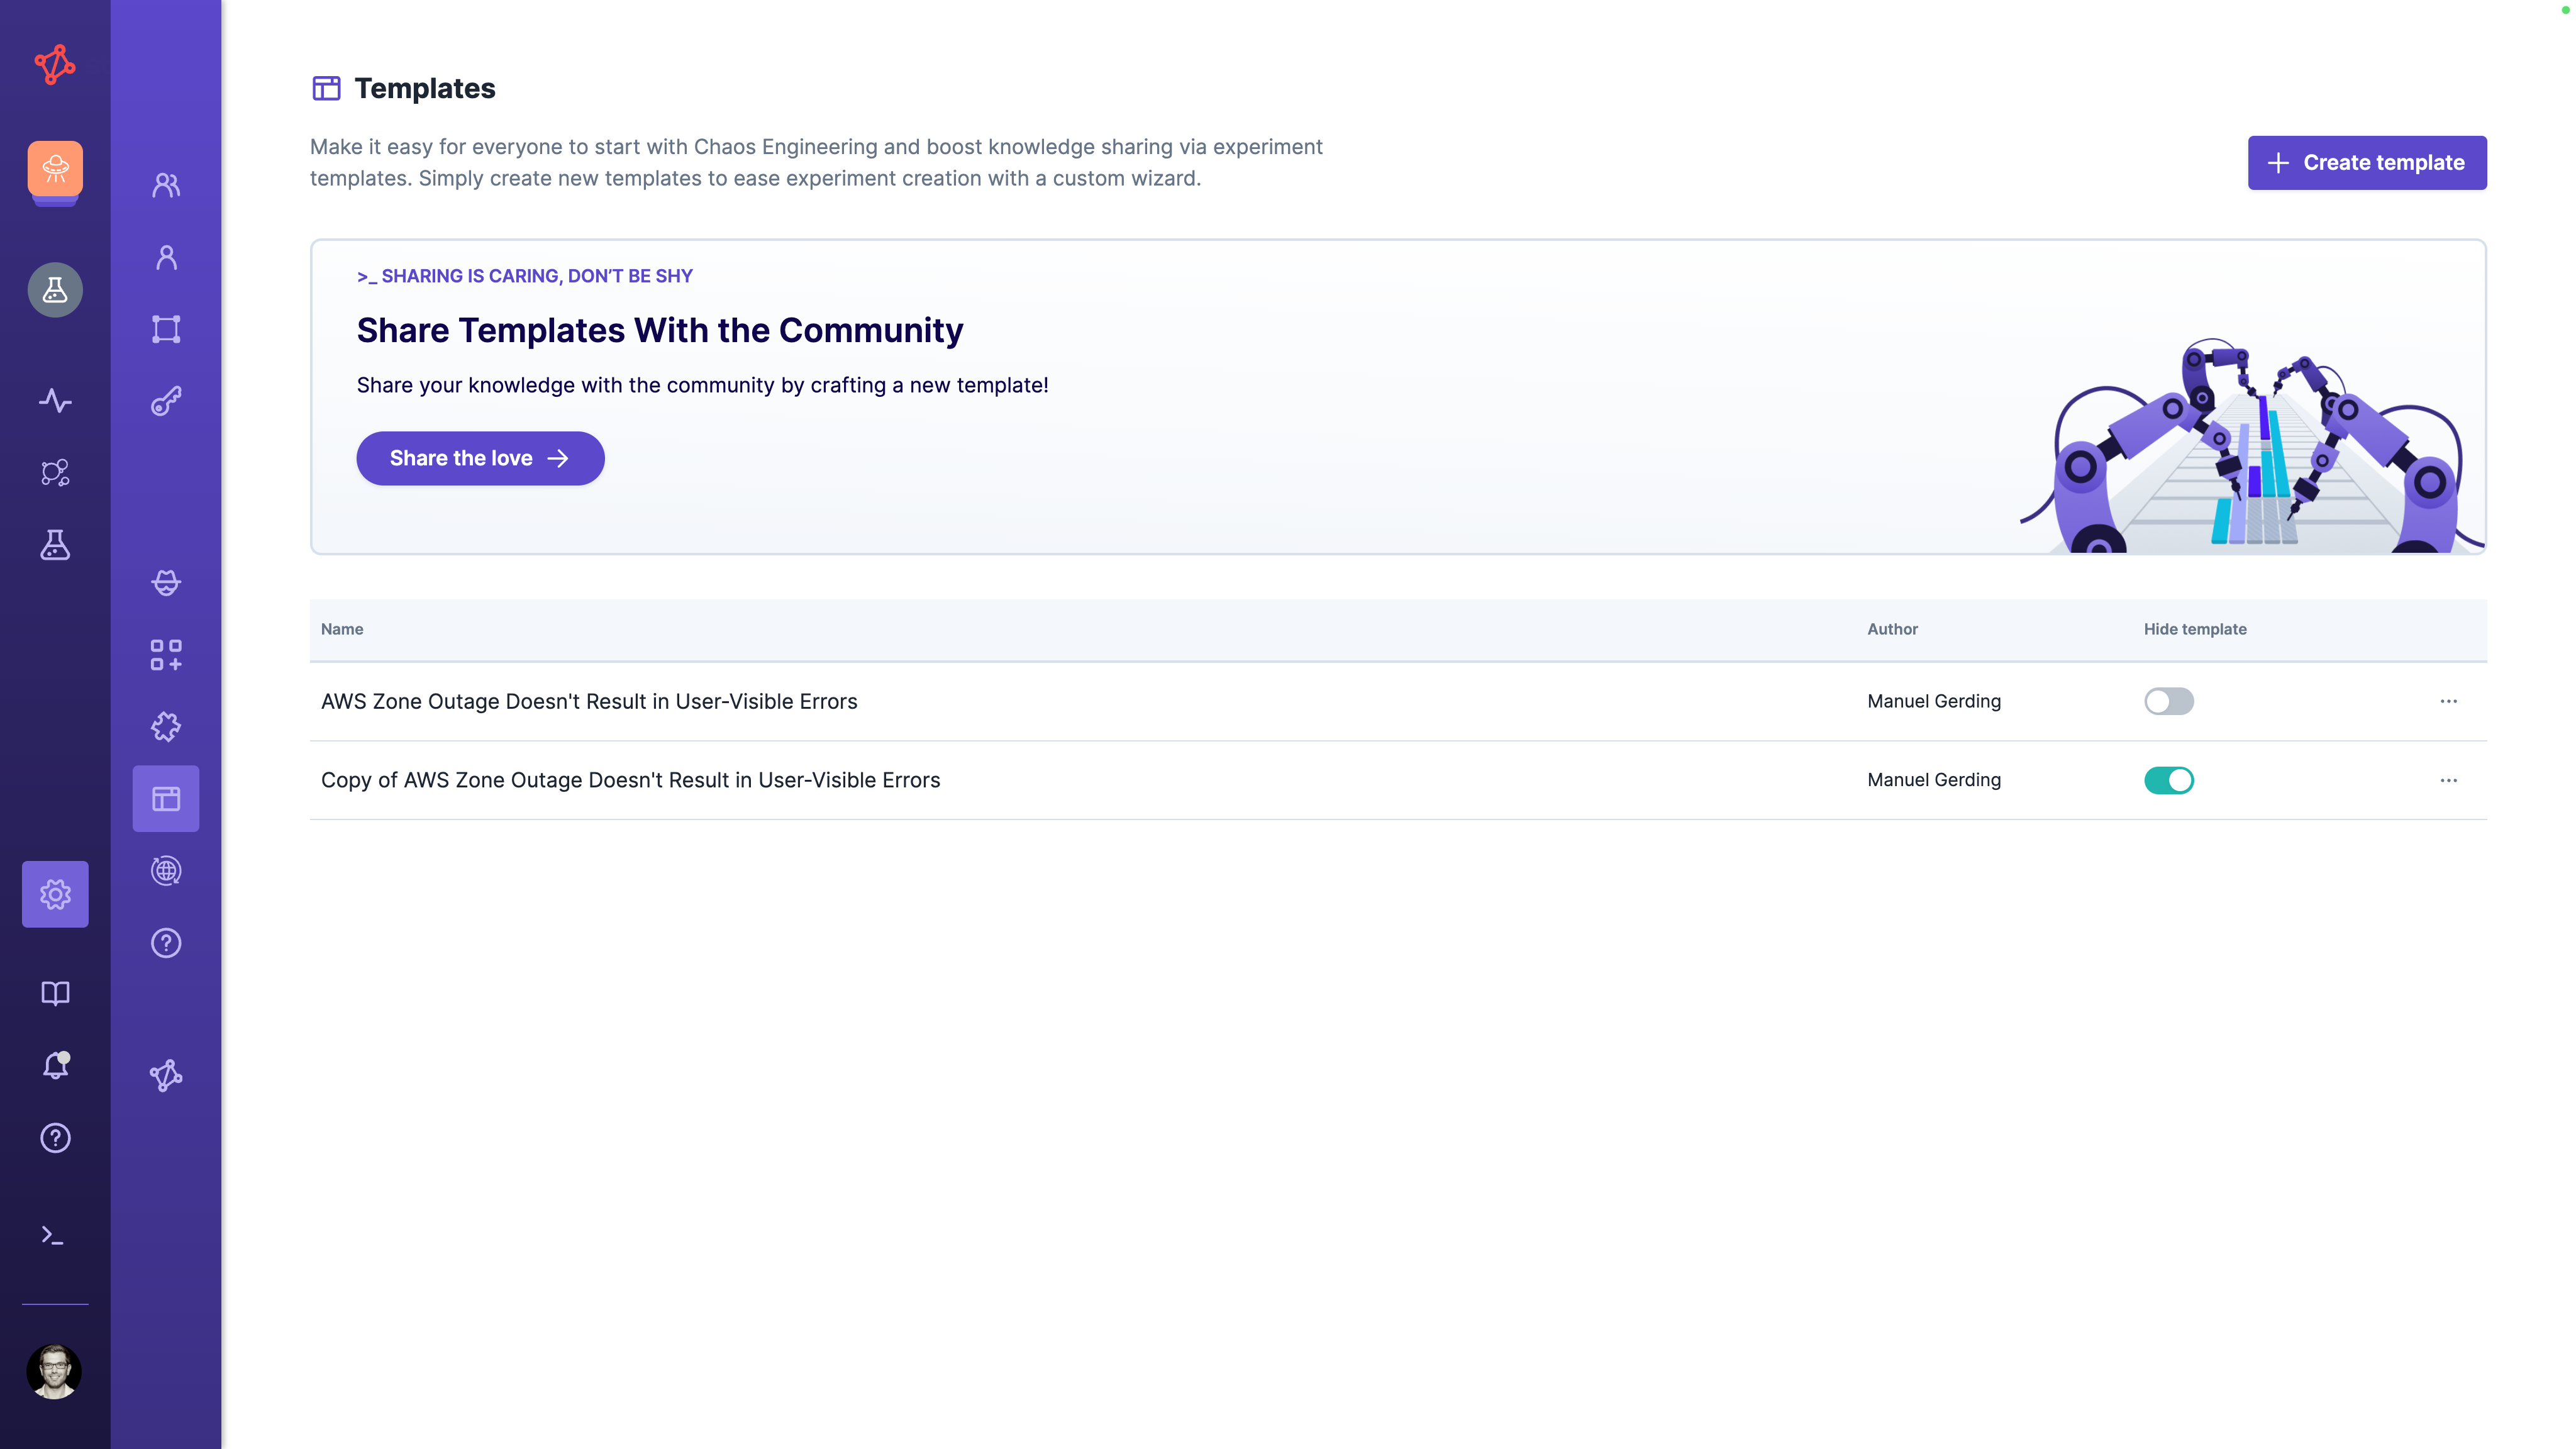 Templates
Make it easy for everyone to start with Chaos Engineering and boost knowledge sharing via experiment
templates. Simply create new templates to ease experiment creation with a custom wizard.
Create template
>_ SHARING IS CARING, DON’T BE SHY
Share Templates With the Community
Share your knowledge with the community by crafting a new template!
Share the love
Name Author Hide template
AWS Zone Outage Doesn't Result in User-Visible Errors Manuel Gerding
Copy of AWS Zone Outage Doesn't Result in User-Visible Errors Manuel Gerding